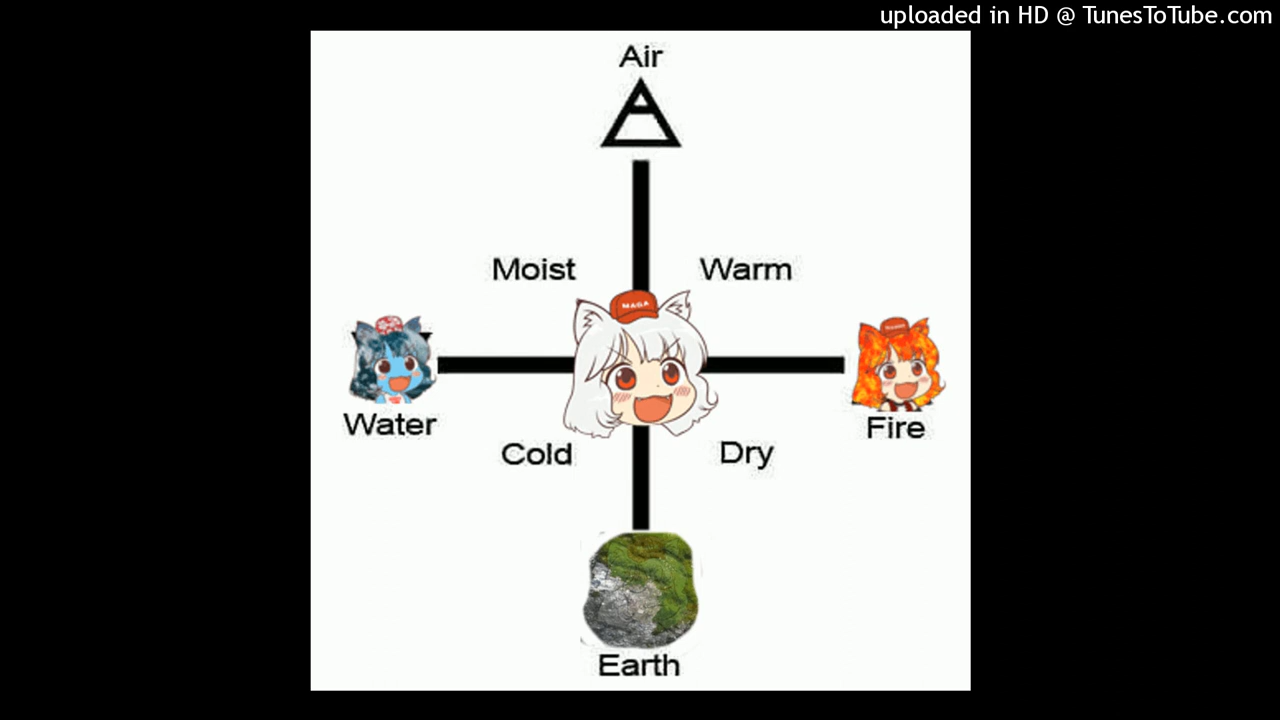 uploaded in HD @ TunesToTube.com
Air
Moist Warm
MAGA
Water
Fire
Cold Dry
Earth